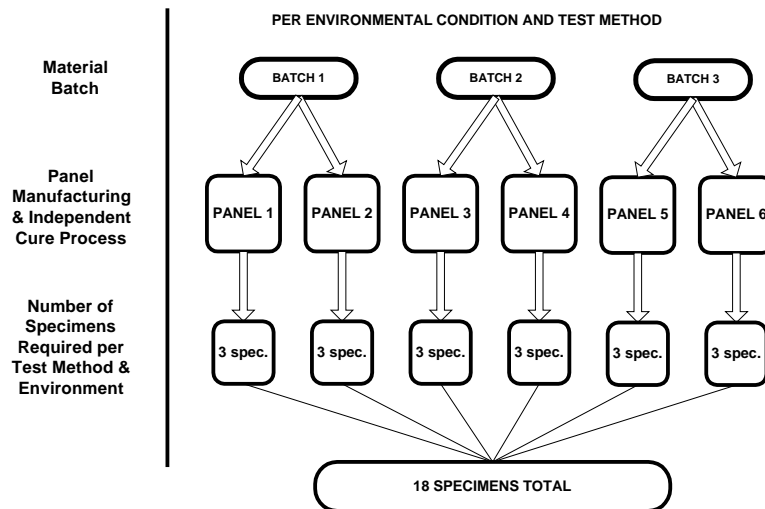 PER ENVIRONMENTAL CONDITION AND TEST METHOD
Material
Batch
BATCH 1
BATCH 2
BATCH 3
Panel
Manufacturing
& Independent
Cure Process
PANEL 1
PANEL 2
PANEL 3
PANEL 4
PANEL 5
PANEL 6
Number of
Specimens
Required per
Test Method &
Environment
3 spec.
3 spec.
3 spec.
3 spec.
3 spec.
3 spec.
18 SPECIMENS TOTAL